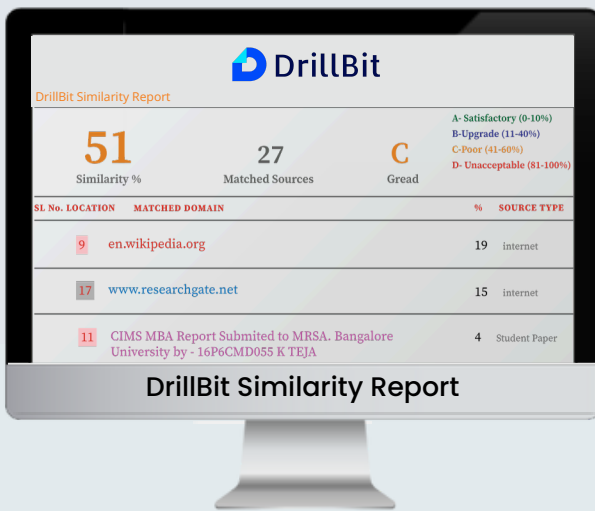 DrillBit
DrillBit Similarity Report
51
Similarity %
27
Matched Sources
C
Gread
A- Satisfactory (0-10%)
B-Upgrade (11-40%)
C-Poor (41-60%)
D- Unacceptable (81-100%)
SL No. LOCATION MATCHED DOMAIN % SOURCE TYPE
9 en.wikipedia.org 19 internet
17 www.researchgate.net 15 internet
11 CIMS MBA Report Submited to MRSA. Bangalore 4 Student Paper
University by - 16P6CMD055 K TEJA
DrillBit Similarity Report